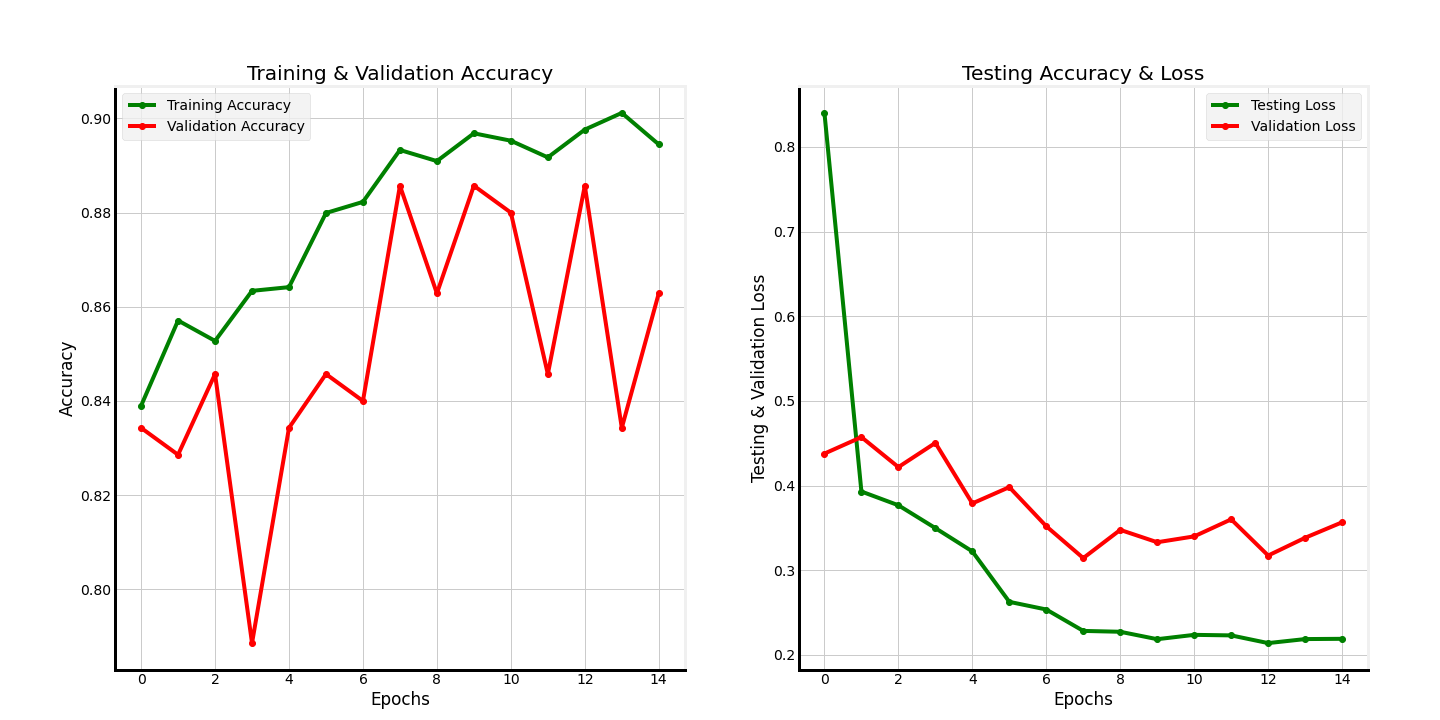 Training & Validation Accuracy
Training Accuracy
Validation Accuracy
0.90
0.88
0.86
0.84
0.82
0.80
Accuracy
0 2 4 6 8 10 12 14
Epochs
Testing Accuracy & Loss
Testing Loss
Validation Loss
0.8
0.7
0.6
0.5
0.4
0.3
0.2
Testing & Validation Loss
0 2 4 6 8 10 12 14
Epochs